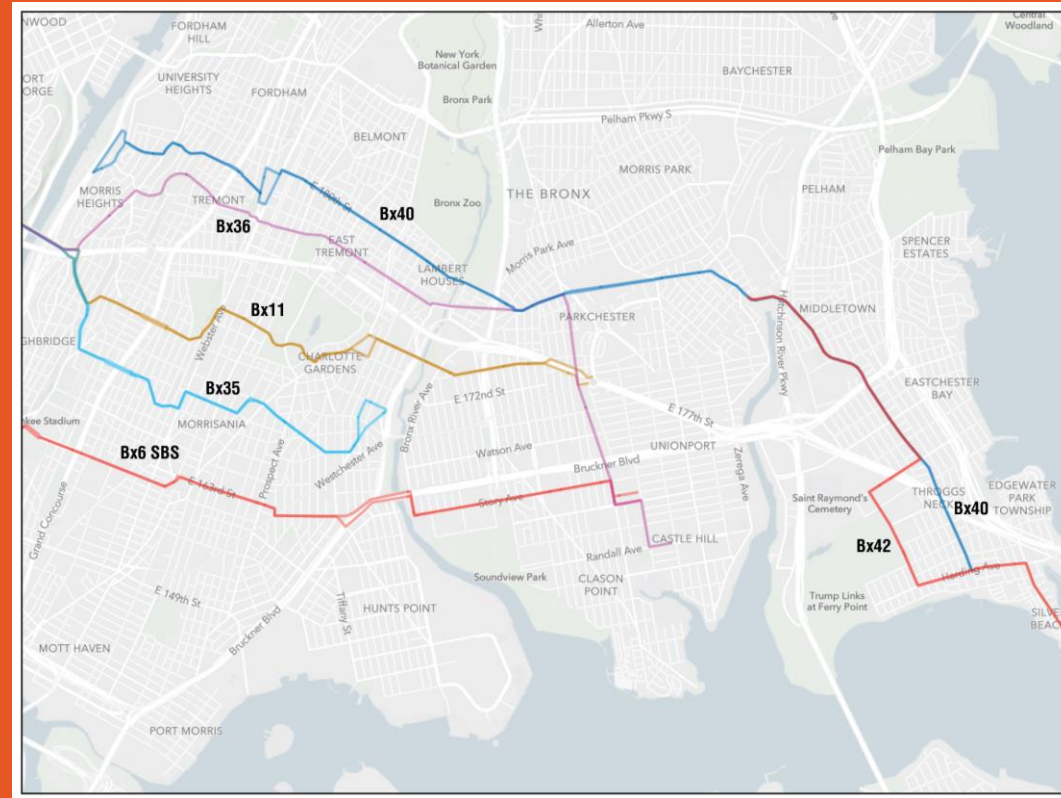 NWOOD
FORDHAM
HILL
Allerton Ave
Central
Woodland
New York
Botanical Garden
UNIVERSITY
HEIGHTS
FORDHAM
BAYCHESTER
ORT
ORGE
Bronx Park
Pelham Pkwy S
BELMONT
Pelham Bay Park
MORRIS PARK
MORRIS
HEIGHTS
TREMONT
E 180th St
Bx40
Bronx Zoo
THE BRONX
PELHAM
Bx36
EAST
TREMONT
Morris Park Ave
SPENCER
ESTATES
LAMBERT
HOUSES
Bx11
PARKCHESTER
Hutchinson River Pkwy
MIDDLETOWN
GHBRIDGE
Webster Ave
CHARLOTTE
GARDENS
Bx35
E 172nd St
EASTCHESTER
BAY
kee Stadium
MORRISANIA
Bronx River Ave
E 177th St
Bx6 SBS
Prospect Ave
Westchester Ave
Watson Ave
UNIONPORT
Bruckner Blvd
Zerega Ave
E 163rd St
Story Ave
Saint Raymond's
Cemetery
THROGGS
NECK
EDGEWATER
PARK
TOWNSHIP
Bx40
Grand Concourse
CASTLE HILL
Bx42
Randall Ave
Soundview Park
CLASON
POINT
Harding Ave
E 149th St
Tiffany St
HUNTS POINT
Trump Links
at Ferry Point
SILVE
BEAC
Bruckner Blvd
MOTT HAVEN
PORT MORRIS